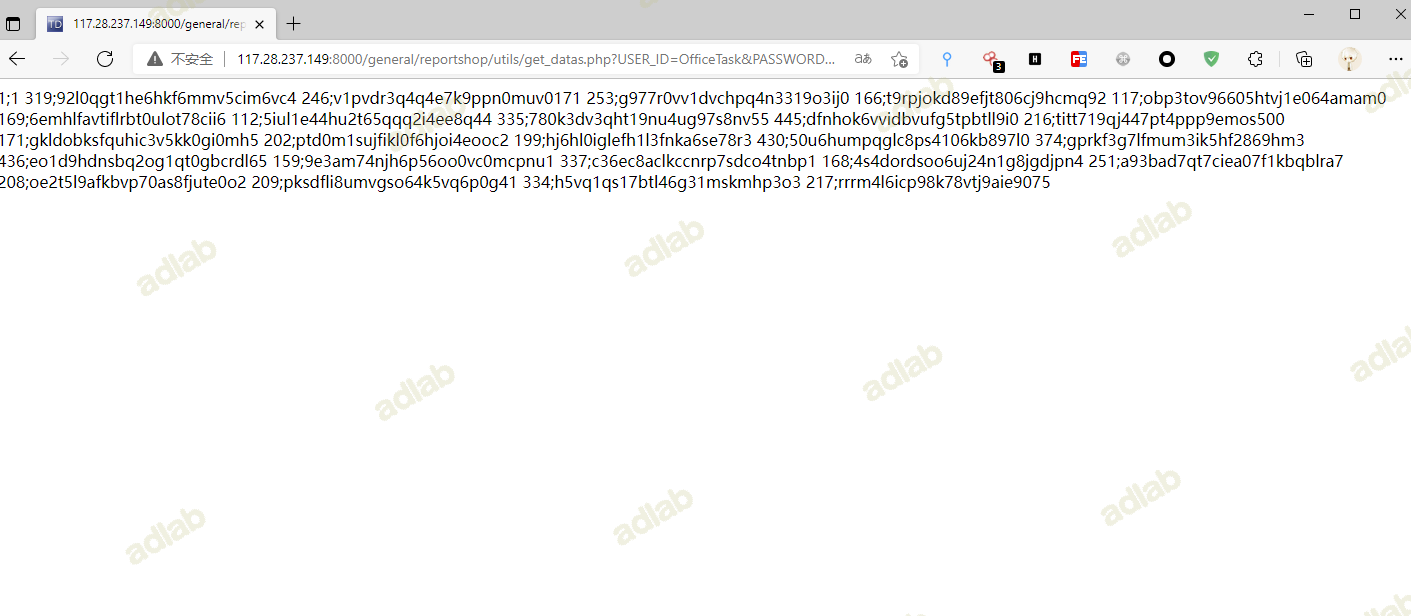 TD 117.28.237.149:8000/general/rep
不安全 117.28.237.149:8000/general/reportshop/utils/get_datas.php?USER_ID=OfficeTask&PASSWORD...
1;1 319;92l0qgt1he6hkf6mmv5cim6vc4 246;v1pvdr3q4q4e7k9ppn0muv0171 253;g977r0vv1dvchpq4n3319o3ij0 166;t9rpjokd89efjt806cj9hcmq92 117;obp3tov96605htvj1e064amam0
169;6emhlfavtiflrbt0ulot78cii6 112;5iul1e44hu2t65qqq2i4ee8q44 335;780k3dv3qht19nu4ug97s8nv55 445;dfnhok6vvidbvufg5tpbtll9i0 216;titt719qj447pt4ppp9emos500
171;gkldobksfquhic3v5kk0gi0mh5 202;ptd0m1sujfikl0f6hjoi4eooc2 199;hj6hl0iglefh1l3fnka6se78r3 430;50u6humpqglc8ps4106kb897l0 374;gprkf3g7lfmum3ik5hf2869hm3
436;eo1d9hdnsbq2og1qt0gbcrdl65 159;9e3am74njh6p56oo0vc0mcpnu1 337;c36ec8aclkccnrp7sdco4tnbp1 168;4s4dordsoo6uj24n1g8jgdjpn4 251;a93bad7qt7ciea07f1kbqblra7
208;oe2t5l9afkbvp70as8fjute0o2 209;pksdfli8umvgso64k5vq6p0g41 334;h5vq1qs17btl46g31mskmhp3o3 217;rrrm4l6icp98k78vtj9aie9075
adlab
adlab
adlab
adlab
adlab
adlab
adlab
adlab
adlab